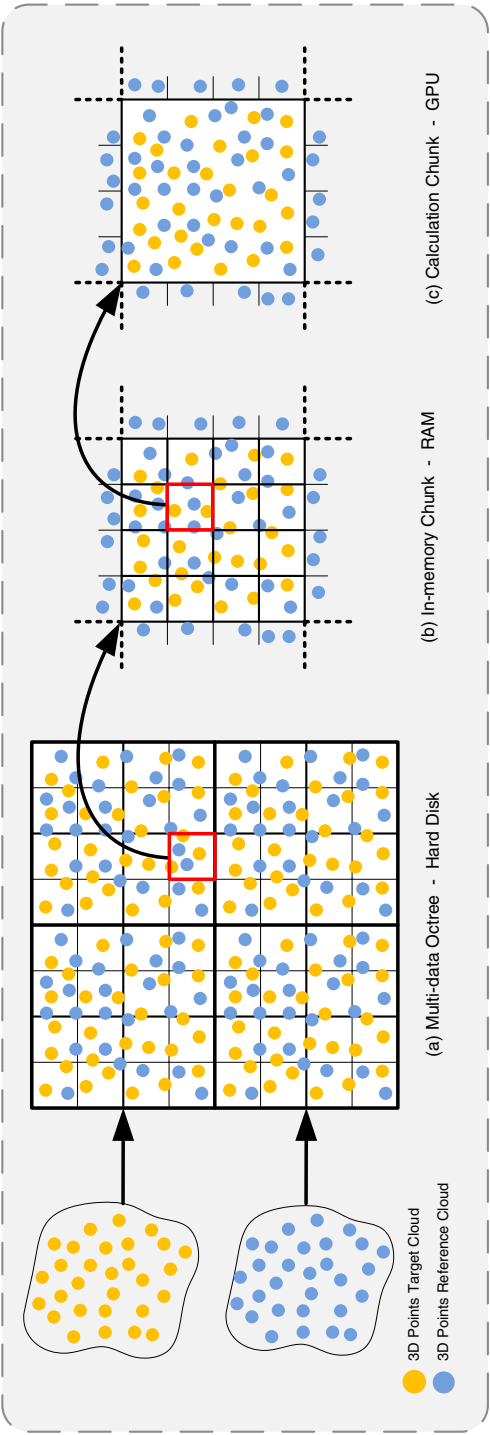 3D Points Target Cloud
3D Points Reference Cloud
(a) Multi-data Octree - Hard Disk
(b) In-memory Chunk - RAM
(c) Calculation Chunk - GPU